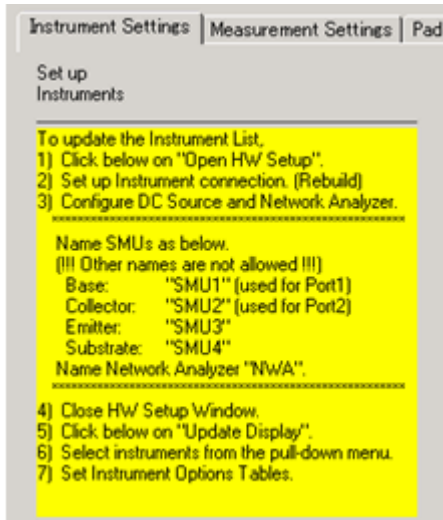 Instrument Settings Measurement Settings Pad
Set up
Instruments
To update the Instrument List,
1) Click below on "Open HW Setup".
2) Set up Instrument connection. (Rebuild)
3) Configure DC Source and Network Analyzer.
Name SMUs as below.
(!!! Other names are not allowed !!!)
Base: "SMU1" (used for Port1)
Collector: "SMU2" (used for Port2)
Emitter: "SMU3"
Substrate: "SMU4"
Name Network Analyzer "NWA".
4) Close HW Setup Window.
5) Click below on "Update Display".
6) Select instruments from the pull-down menu.
7) Set Instrument Options Tables.